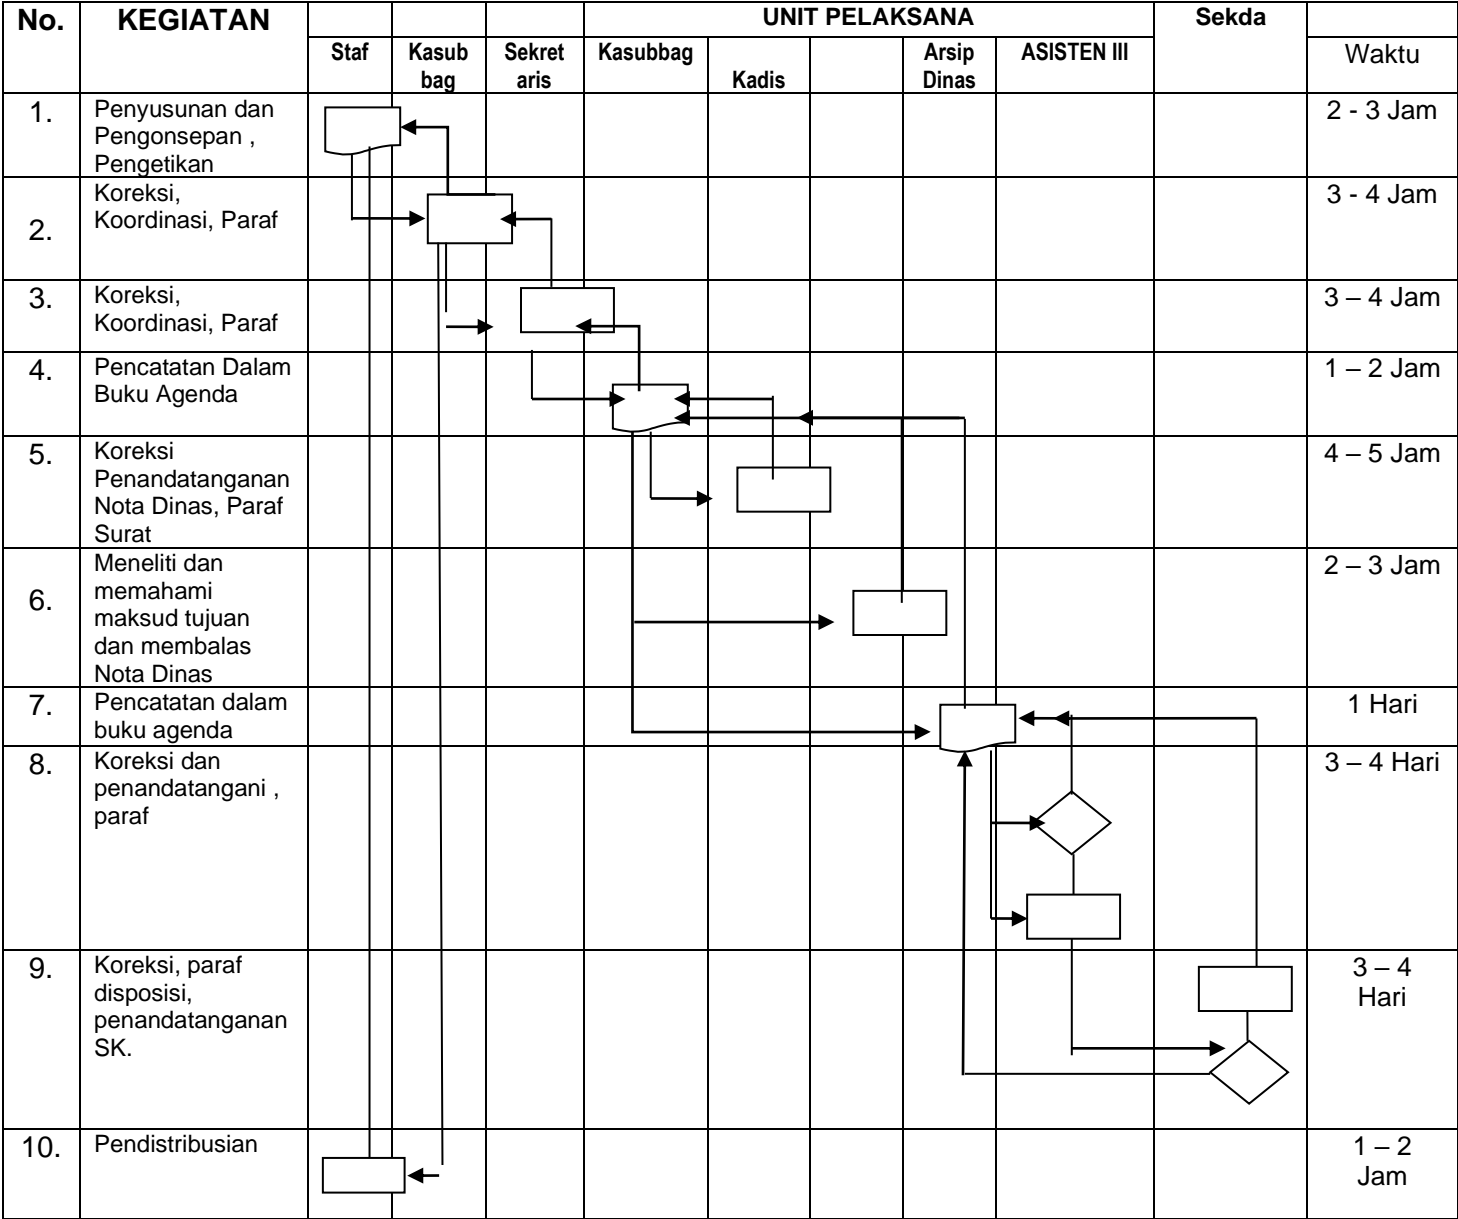 No.
KEGIATAN
UNIT PELAKSANA
Sekda
Staf
Kasub
bag
Sekret
aris
Kasubbag
Kadis
Arsip
Dinas
ASISTEN III
Waktu
1.
Penyusunan dan
Pengonsepan ,
Pengetikan
2 - 3 Jam
2.
Koreksi,
Koordinasi, Paraf
3 - 4 Jam
3.
Koreksi,
Koordinasi, Paraf
3 – 4 Jam
4.
Pencatatan Dalam
Buku Agenda
1 – 2 Jam
5.
Koreksi
Penandatanganan
Nota Dinas, Paraf
Surat
4 – 5 Jam
6.
Meneliti dan
memahami
maksud tujuan
dan membalas
Nota Dinas
2 – 3 Jam
7.
Pencatatan dalam
buku agenda
1 Hari
8.
Koreksi dan
penandatangani ,
paraf
3 – 4 Hari
9.
Koreksi, paraf
disposisi,
penandatanganan
SK.
3 – 4
Hari
10.
Pendistribusian
1 – 2
Jam